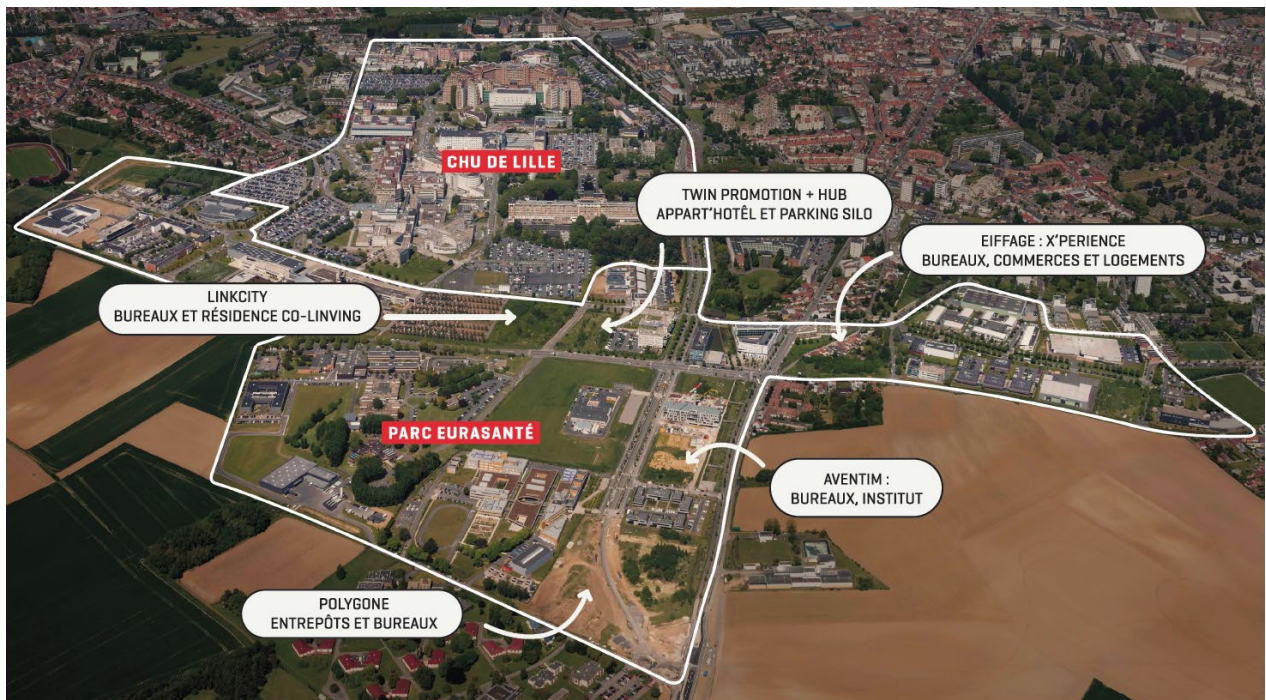 CHU DE LILLE
TWIN PROMOTION + HUB
APPART'HOTÊL ET PARKING SILO
EIFFAGE : X'PERIENCE
BUREAUX, COMMERCES ET LOGEMENTS
LINKCITY
BUREAUX ET RÉSIDENCE CO-LINVING
PARC EURASANTÉ
AVENTIM :
BUREAUX, INSTITUT
POLYGONE
ENTREPÔTS ET BUREAUX